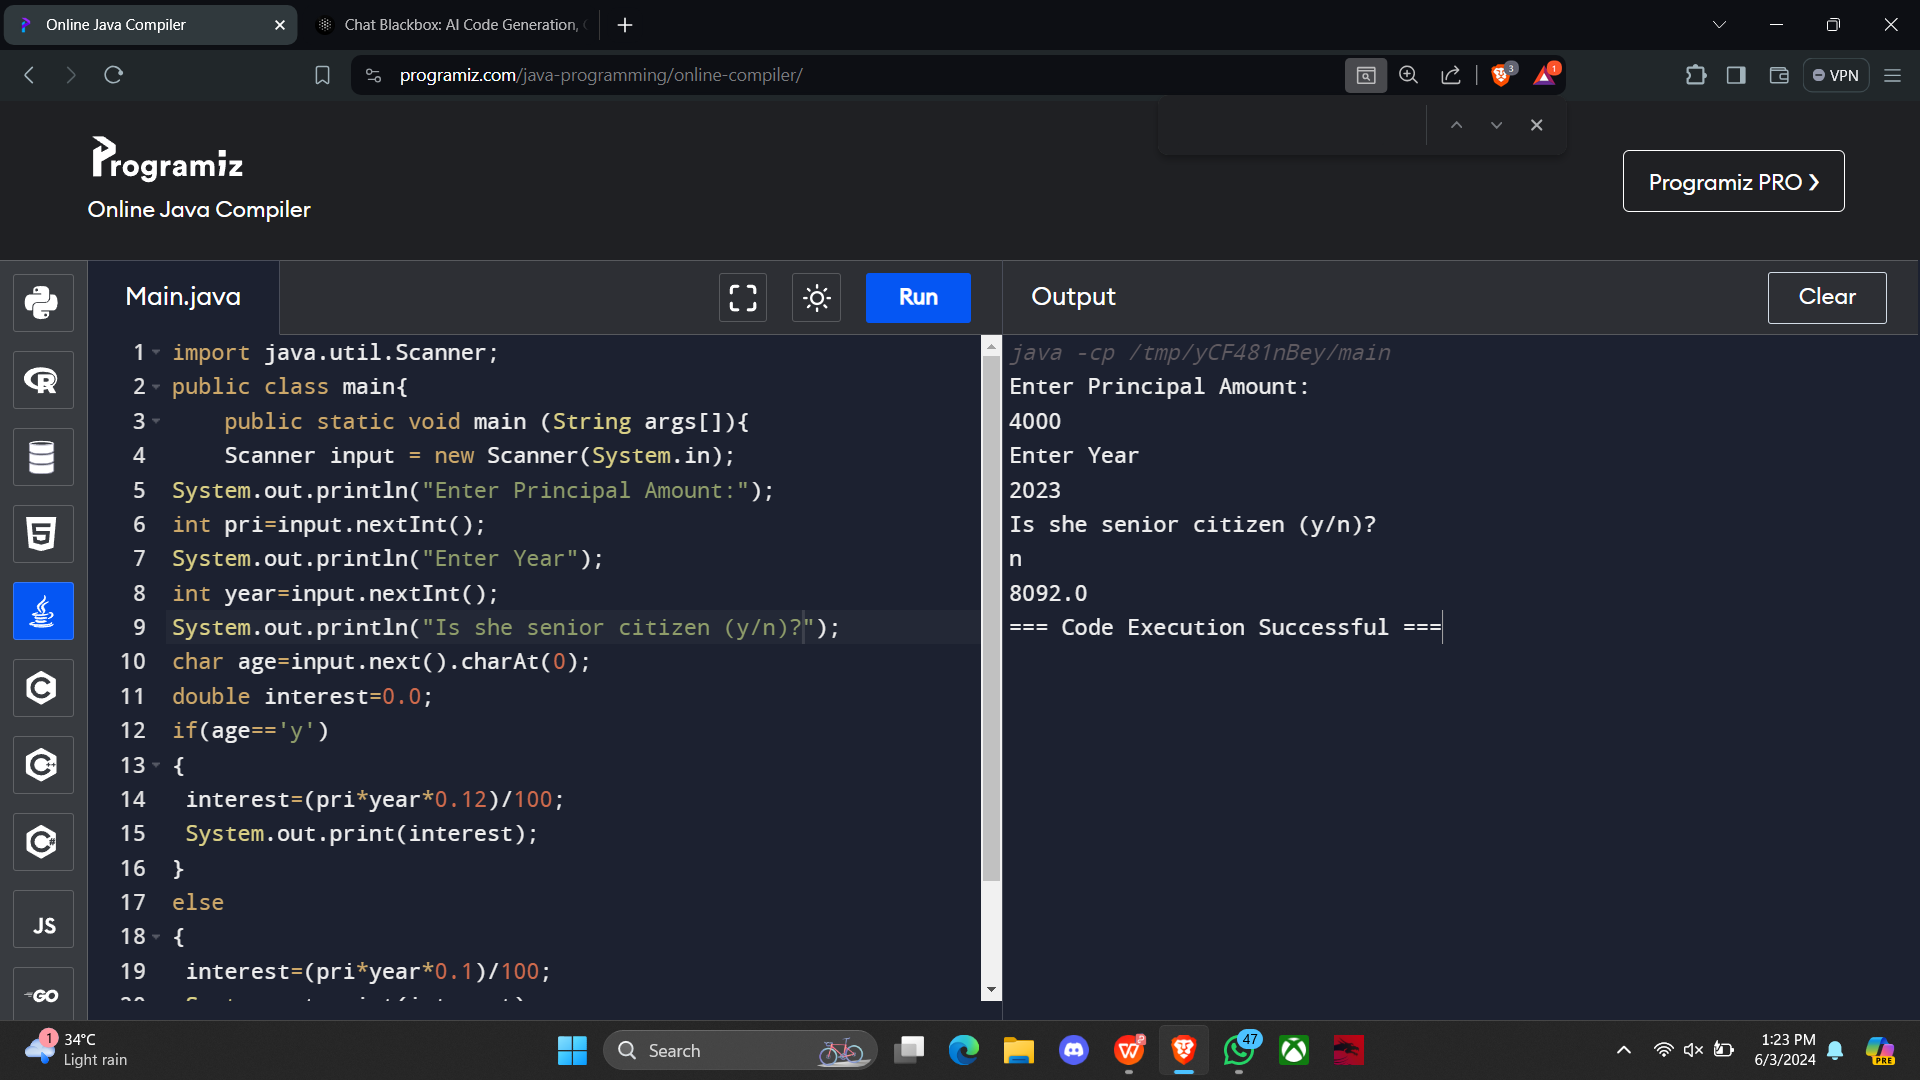 Online Java Compiler
Chat Blackbox: AI Code Generation,
programiz.com/java-programming/online-compiler/
3
1
VPN
Programiz
Online Java Compiler
Programiz PRO ❯
Main.java
Run
Output
Clear
1 import java.util.Scanner;
2 public class main{
3 public static void main (String args[]){
4 Scanner input = new Scanner(System.in);
5 System.out.println("Enter Principal Amount:");
6 int pri=input.nextInt();
7 System.out.println("Enter Year");
8 int year=input.nextInt();
9 System.out.println("Is she senior citizen (y/n)?");
10 char age=input.next().charAt(0);
11 double interest=0.0;
12 if(age=='y')
13 {
14 interest=(pri*year*0.12)/100;
15 System.out.print(interest);
16 }
17 else
18 {
19 interest=(pri*year*0.1)/100;
java -cp /tmp/yCF481nBey/main
Enter Principal Amount:
4000
Enter Year
2023
Is she senior citizen (y/n)?
n
8092.0
=== Code Execution Successful ===
R
5
C
C++
C#
JS
GO
1
34°C
Light rain
Search
W
47
1:23 PM
6/3/2024
PRE